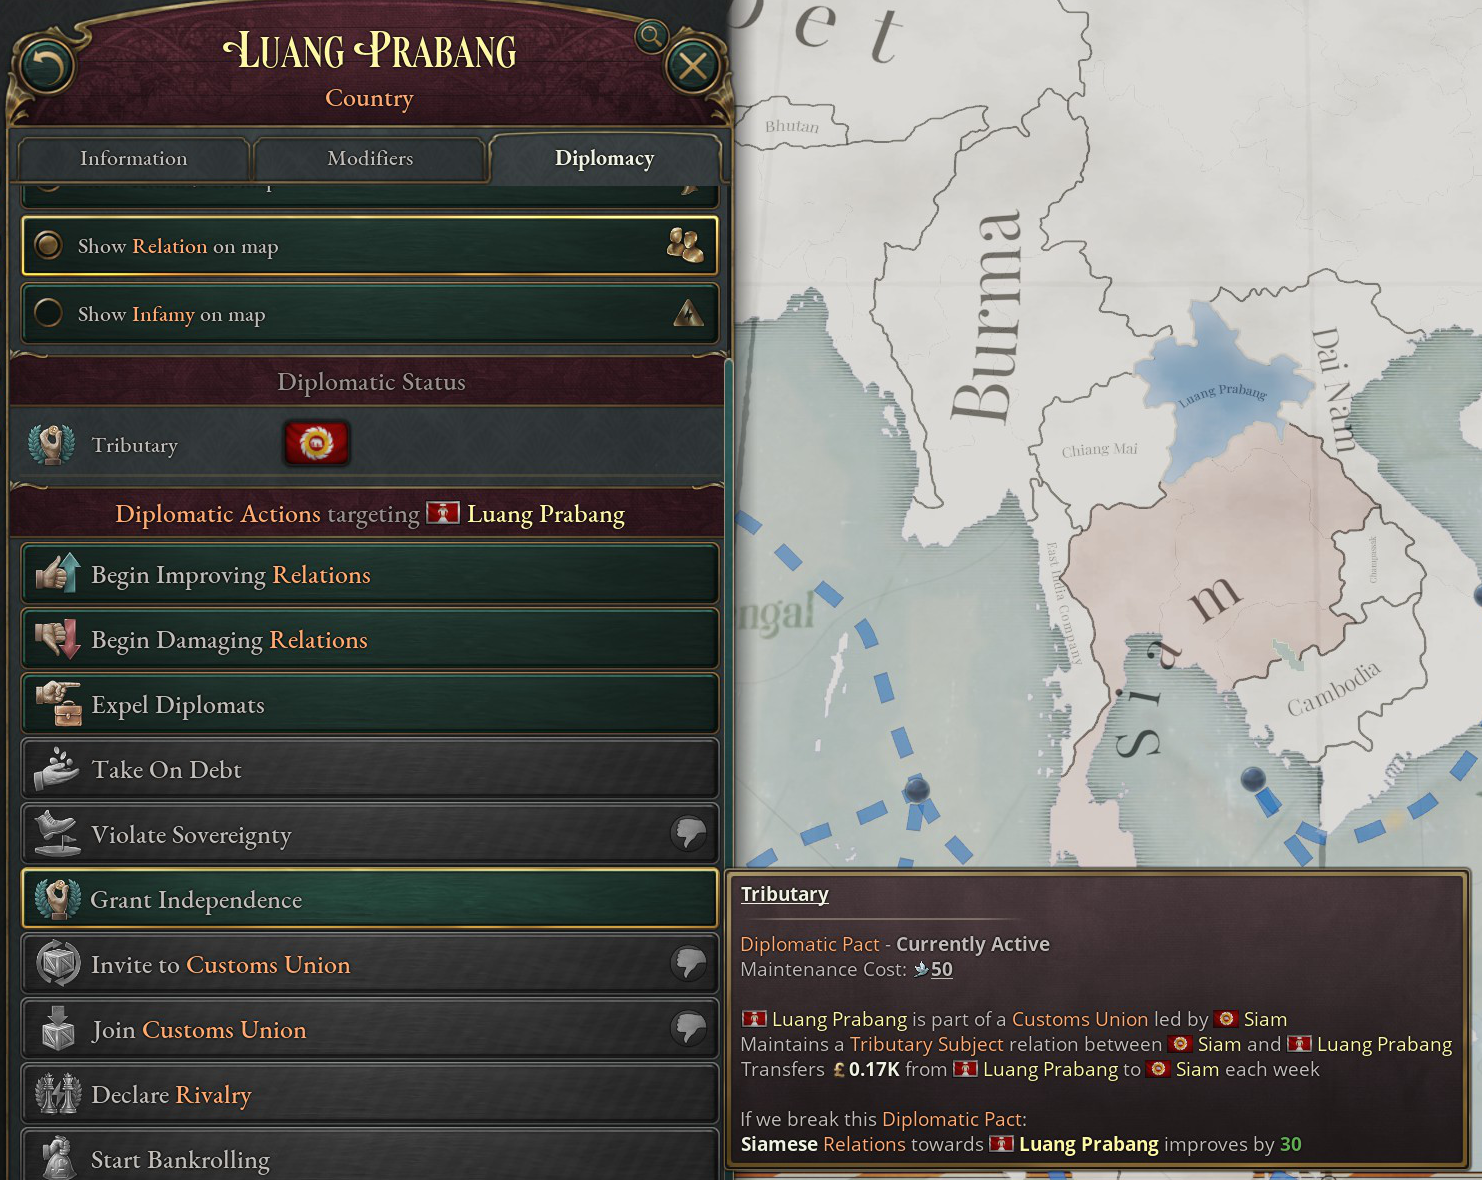 Luang Prabang
Country
Information
Modifiers
Diplomacy
Show Relation on map
Show Infamy on map
Diplomatic Status
Tributary
Diplomatic Actions targeting Luang Prabang
Begin Improving Relations
Begin Damaging Relations
Expel Diplomats
Take On Debt
Violate Sovereignty
Grant Independence
Invite to Customs Union
Join Customs Union
Declare Rivalry
Start Bankrolling
Bhutan
Burma
Luang Prabang
Dai Nam
Chiang Mai
East India Company
Champasak
Siam
Cambodia
Tributary
Diplomatic Pact - Currently Active
Maintenance Cost: 50
Luang Prabang is part of a Customs Union led by Siam
Maintains a Tributary Subject relation between Siam and Luang Prabang
Transfers £0.17K from Luang Prabang to Siam each week
If we break this Diplomatic Pact:
Siamese Relations towards Luang Prabang improves by 30